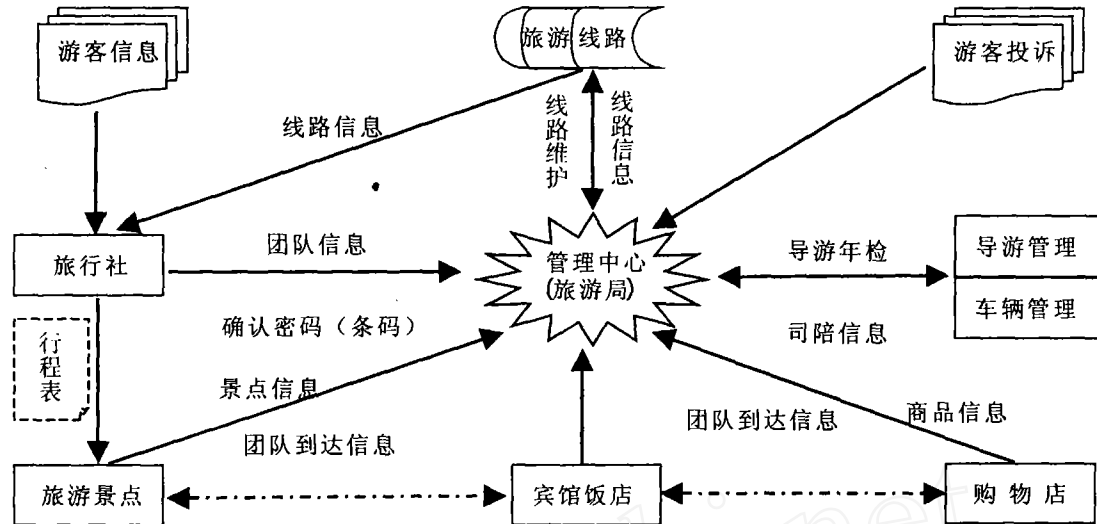 游客信息
旅游线路
游客投诉
线路信息
线路维护
线路信息
旅行社
团队信息
管理中心
(旅游局)
导游年检
导游管理
车辆管理
行程表
确认密码（条码）
司陪信息
景点信息
商品信息
团队到达信息
团队到达信息
旅游景点
宾馆饭店
购物店